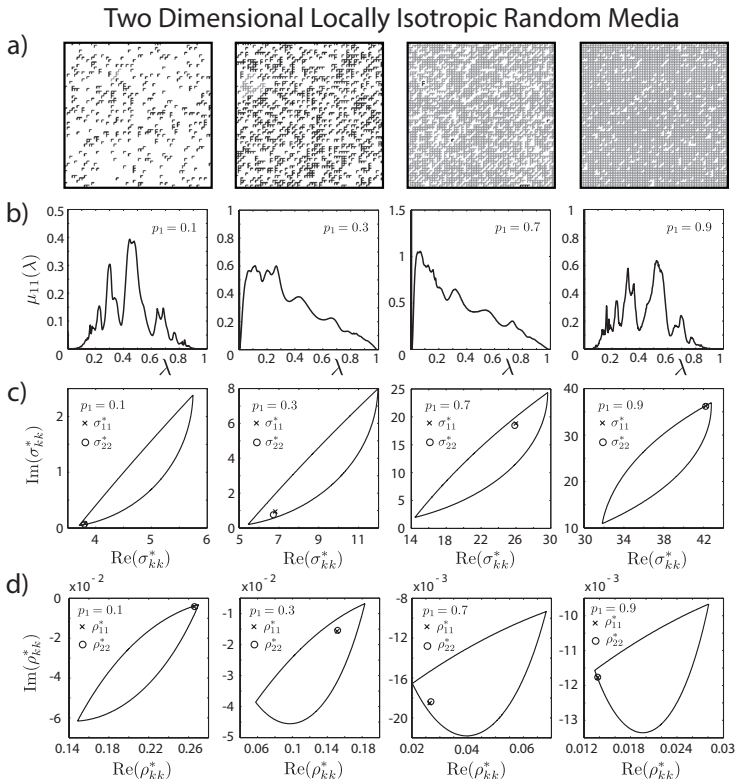 Two Dimensional Locally Isotropic Random Media
a)
b)
μ₁₁(λ)
0.5
0.4
0.3
0.2
0.1
0
p₁ = 0.1
0.2 0.4 0.6 0.8 1
λ
1
0.8
0.6
0.4
0.2
0
p₁ = 0.3
0.2 0.4 0.6 0.8 1
λ
1.5
1
0.5
0
p₁ = 0.7
0.2 0.4 0.6 0.8 1
λ
1
0.8
0.6
0.4
0.2
0
p₁ = 0.9
0.2 0.4 0.6 0.8 1
λ
c)
Im(σ*kk)
2
1
0
p₁ = 0.1
× σ*₁₁
○ σ*₂₂
4 5 6
Re(σ*kk)
8
6
4
2
0
p₁ = 0.3
× σ*₁₁
○ σ*₂₂
5 7 9 11
Re(σ*kk)
25
20
15
10
5
0
p₁ = 0.7
× σ*₁₁
○ σ*₂₂
14 18 22 26 30
Re(σ*kk)
40
30
20
10
p₁ = 0.9
× σ*₁₁
○ σ*₂₂
30 34 38 42
Re(σ*kk)
d)
Im(ρ*kk)
x10⁻²
0
-2
-4
-6
p₁ = 0.1
× ρ*₁₁
○ ρ*₂₂
0.14 0.18 0.22 0.26
Re(ρ*kk)
x10⁻²
-1
-2
-3
-4
-5
p₁ = 0.3
× ρ*₁₁
○ ρ*₂₂
0.06 0.10 0.14 0.18
Re(ρ*kk)
x10⁻³
-8
-12
-16
-20
p₁ = 0.7
× ρ*₁₁
○ ρ*₂₂
0.02 0.04 0.06
Re(ρ*kk)
x10⁻³
-10
-11
-12
-13
p₁ = 0.9
× ρ*₁₁
○ ρ*₂₂
0.012 0.018 0.024 0.03
Re(ρ*kk)